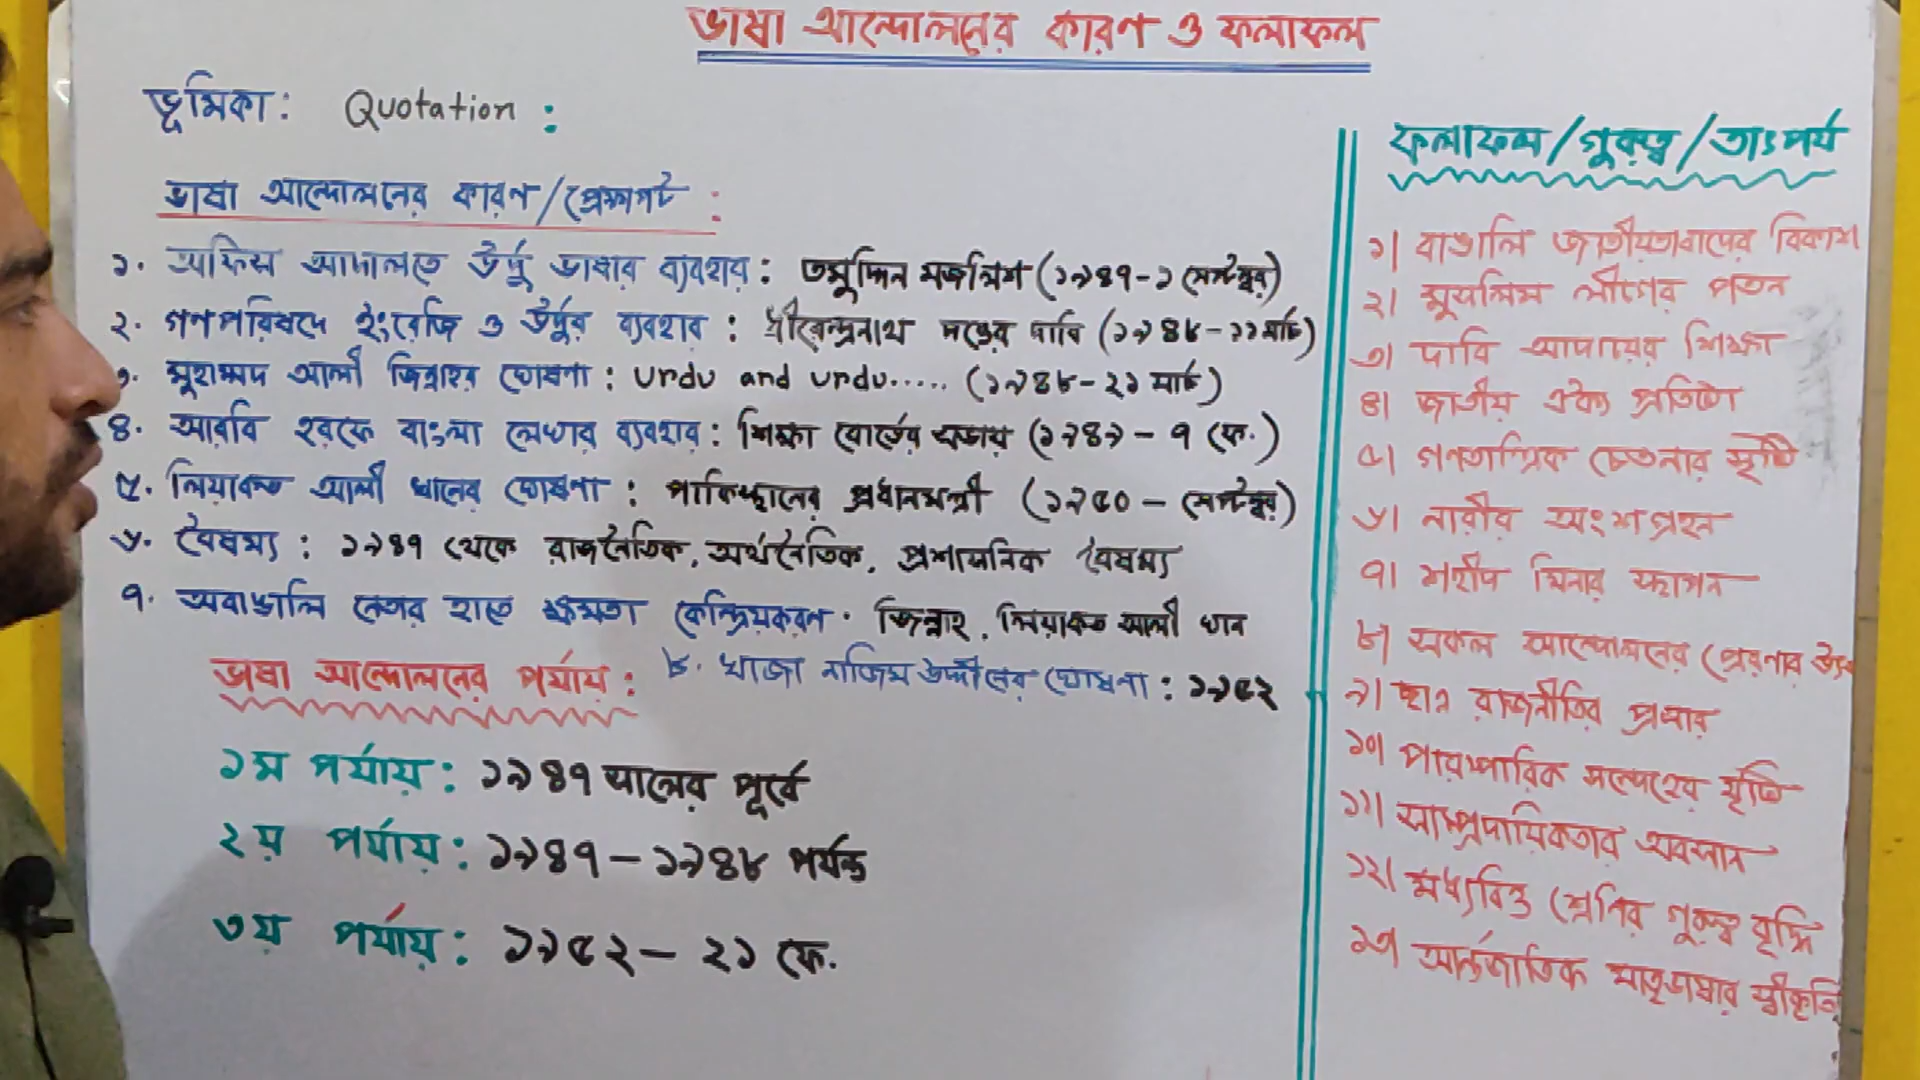 ভাষা আন্দোলনের কারণ ও ফলাফল
ভূমিকা: Quotation :
ভাষা আন্দোলনের কারণ/প্রেক্ষাপট :
১. অফিস আদালতে উর্দু ভাষার ব্যবহার : তমুদ্দিন মজলিশ (১৯৪৭-১ সেপ্টেম্বর)
২. গণপরিষদে ইংরেজি ও উর্দুর ব্যবহার : ধীরেন্দ্রনাথ দত্তের দাবি (১৯৪৮-১১ মার্চ)
৩. মুহাম্মদ আলী জিন্নাহর ঘোষণা : Urdu and Urdu..... (১৯৪৮-২১ মার্চ)
৪. আরবি হরফে বাংলা লেখার ব্যবহার : শিক্ষা বোর্ডের সভায় (১৯৪৯ - ৭ ফে.)
৫. লিয়াকত আলী খানের ঘোষণা : পাকিস্থানের প্রধানমন্ত্রী (১৯৫০ - সেপ্টেম্বর)
৬. বৈষম্য : ১৯৪৭ থেকে রাজনৈতিক, অর্থনৈতিক, প্রশাসনিক বৈষম্য
৭. অবাঙালি নেতার হাতে ক্ষমতা কেন্দ্রিয়করণ. জিন্নাহ, লিয়াকত আলী খান
৮. খাজা নাজিম উদ্দীনের ঘোষণা : ১৯৫২
ভাষা আন্দোলনের পর্যায় :
১ম পর্যায় : ১৯৪৭ সালের পূর্বে
২য় পর্যায় : ১৯৪৭ - ১৯৪৮ পর্যন্ত
৩য় পর্যায় : ১৯৫২ - ২১ ফে.
ফলাফল/গুরুত্ব/তাৎপর্য
১| বাঙালি জাতীয়তাবাদের বিকাশ
২| মুসলিম লীগের পতন
৩| দাবি আদায়ের শিক্ষা
৪| জাতীয় ঐক্য প্রতিষ্ঠা
৫| গণতান্ত্রিক চেতনার সৃষ্টি
৬| নারীর অংশগ্রহন
৭| শহীদ মিনার স্থাপন
৮| সকল আন্দোলনের প্রেরণার উৎস
৯| ছাত্র রাজনীতির প্রসার
১০| পারস্পারিক সন্দেহের সৃষ্টি
১১| সাম্প্রদায়িকতার অবসান
১২| মধ্যবিত্ত শ্রেণির গুরুত্ব বৃদ্ধি
১৩| আর্ন্তজাতিক মাতৃভাষার স্বীকৃতি